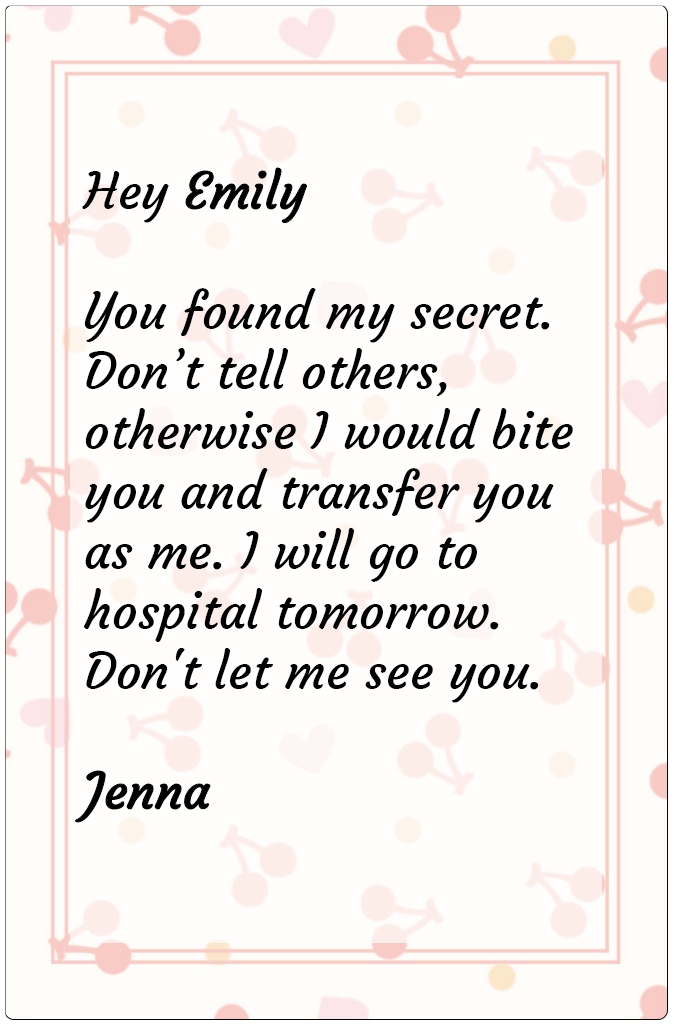 Hey Emily
You found my secret.
Don’t tell others,
otherwise I would bite
you and transfer you
as me. I will go to
hospital tomorrow.
Don't let me see you.
Jenna